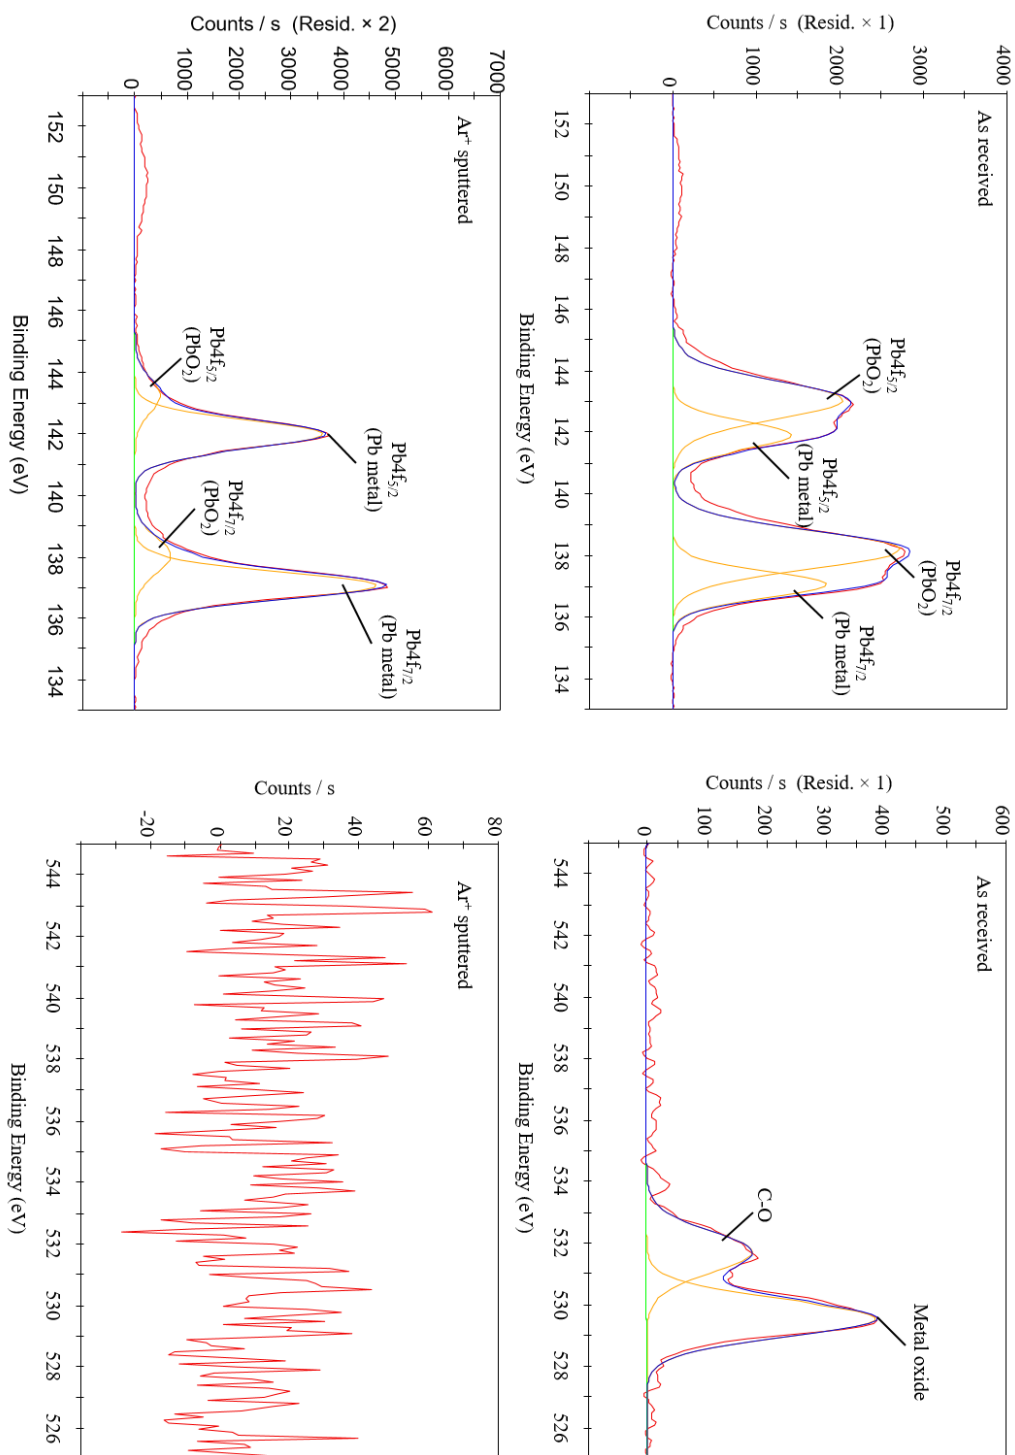 Counts / s (Resid. × 1)
4000
3000
2000
1000
0
As received
Pb4f5/2
(PbO2)
Pb4f5/2
(Pb metal)
Pb4f7/2
(PbO2)
Pb4f7/2
(Pb metal)
152 150 148 146 144 142 140 138 136 134
Binding Energy (eV)
Counts / s (Resid. × 1)
600
500
400
300
200
100
0
As received
Metal oxide
C-O
544 542 540 538 536 534 532 530 528 526
Binding Energy (eV)
Counts / s (Resid. × 2)
7000
6000
5000
4000
3000
2000
1000
0
Ar+ sputtered
Pb4f5/2
(PbO2)
Pb4f5/2
(Pb metal)
Pb4f7/2
(PbO2)
Pb4f7/2
(Pb metal)
152 150 148 146 144 142 140 138 136 134
Binding Energy (eV)
Counts / s
80
60
40
20
0
-20
Ar+ sputtered
544 542 540 538 536 534 532 530 528 526
Binding Energy (eV)